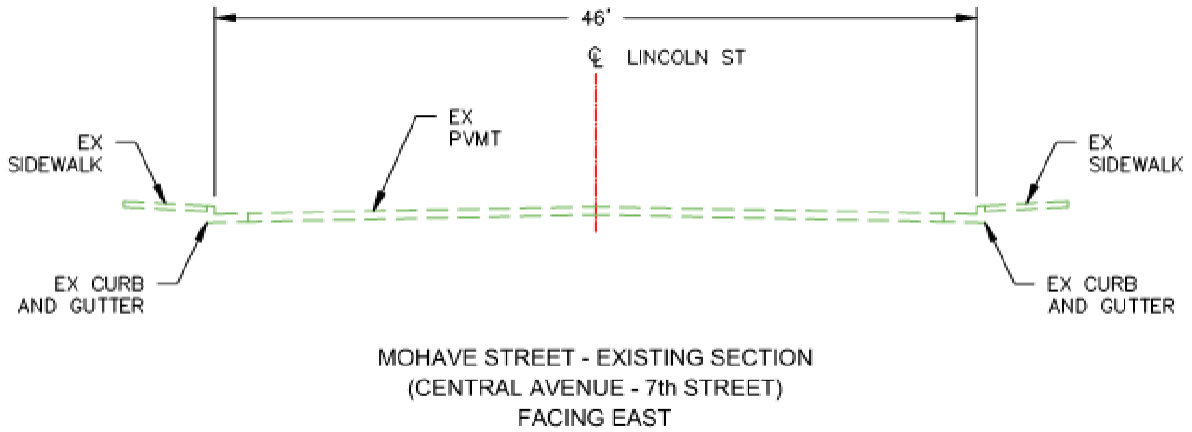 46'
℄ LINCOLN ST
EX
PVMT
EX
SIDEWALK
EX
SIDEWALK
EX CURB
AND GUTTER
EX CURB
AND GUTTER
MOHAVE STREET - EXISTING SECTION
(CENTRAL AVENUE - 7th STREET)
FACING EAST